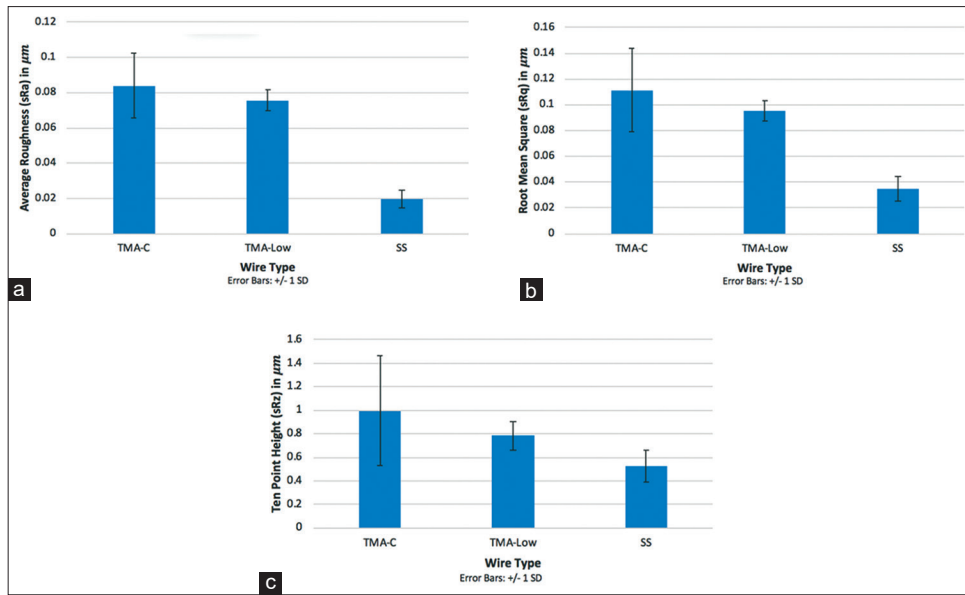 0.12
0.1
0.08
0.06
0.04
0.02
0
Average Roughness (sRa) in μm
TMA-C TMA-Low SS
Wire Type
Error Bars: +/- 1 SD
a
0.16
0.14
0.12
0.1
0.08
0.06
0.04
0.02
0
Root Mean Square (sRq) in μm
TMA-C TMA-Low SS
Wire Type
Error Bars: +/- 1 SD
b
1.6
1.4
1.2
1
0.8
0.6
0.4
0.2
0
Ten Point Height (sRz) in μm
TMA-C TMA-Low SS
Wire Type
Error Bars: +/- 1 SD
c